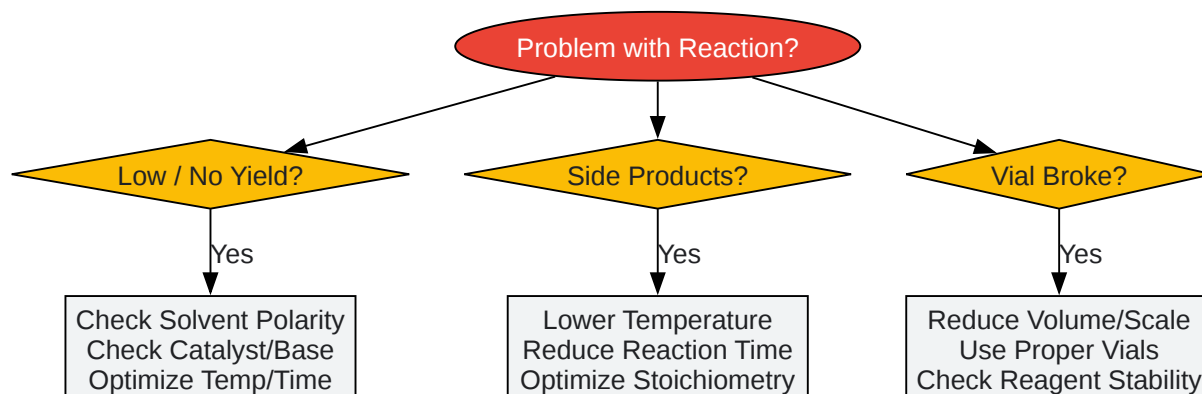 Problem with Reaction?
Low / No Yield?
Side Products?
Vial Broke?
Yes
Yes
Yes
Check Solvent Polarity
Check Catalyst/Base
Optimize Temp/Time
Lower Temperature
Reduce Reaction Time
Optimize Stoichiometry
Reduce Volume/Scale
Use Proper Vials
Check Reagent Stability